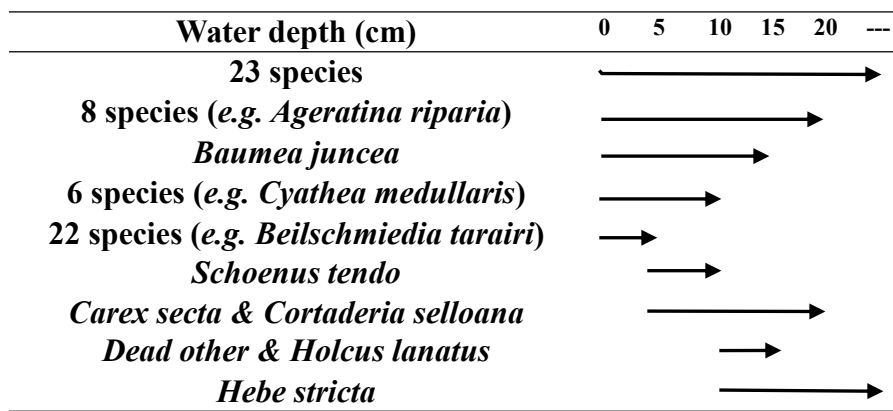 Water depth (cm) 0 5 10 15 20 ---
23 species
8 species (e.g. Ageratina riparia)
Baumea juncea
6 species (e.g. Cyathea medullaris)
22 species (e.g. Beilschmiedia tarairi)
Schoenus tendo
Carex secta & Cortaderia selloana
Dead other & Holcus lanatus
Hebe stricta